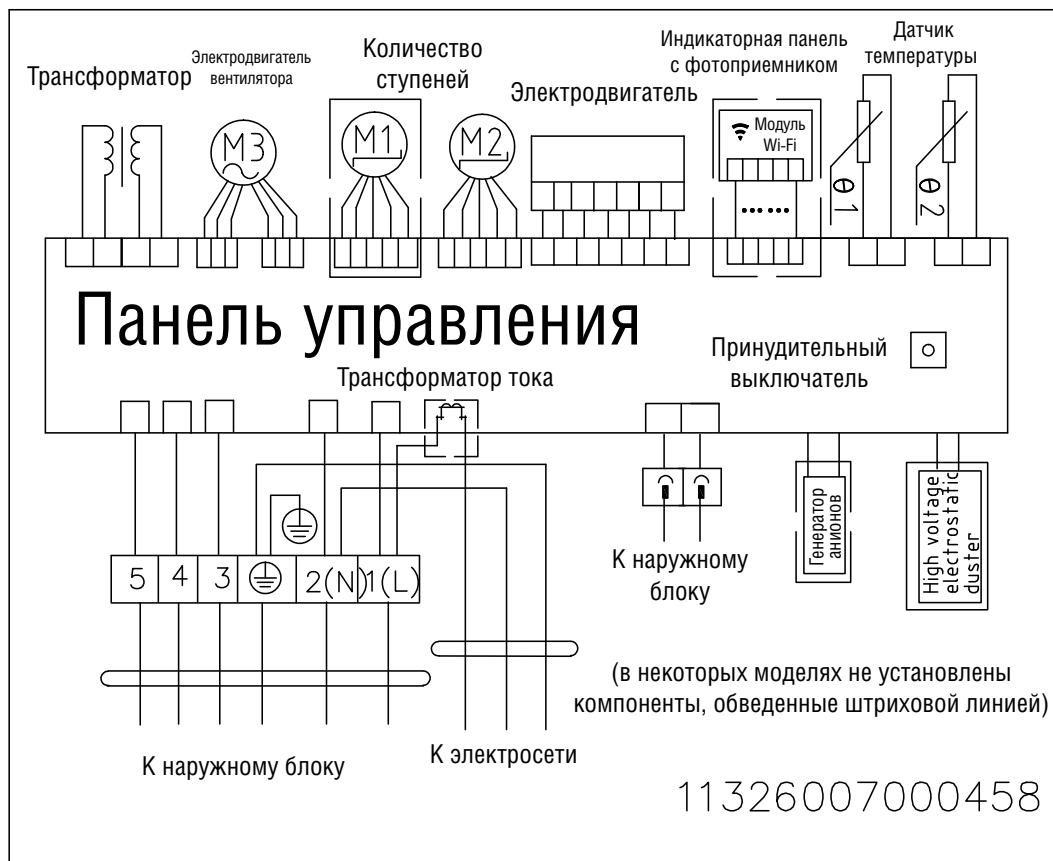 Трансформатор
Электродвигатель
вентилятора
Количество
ступеней
Электродвигатель
Индикаторная панель
с фотоприемником
Датчик
температуры
M3
M1
M2
Модуль
Wi-Fi
θ 1
θ 2
Панель управления
Трансформатор тока
Принудительный
выключатель
5
4
3
2(N)
1(L)
К наружному
блоку
Генератор
анионов
High voltage
electrostatic
duster
(в некоторых моделях не установлены
компоненты, обведенные штриховой линией)
К наружному блоку
К электросети
11326007000458